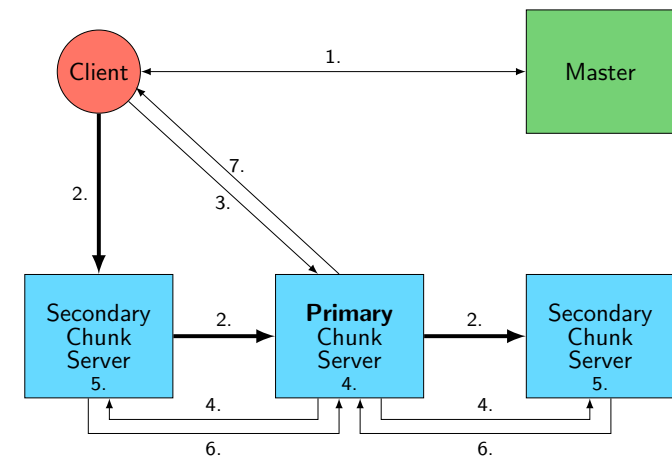 1.
Client
Master
7.
2.
3.
Secondary
Chunk
Server
5.
2.
Primary
Chunk
Server
4.
2.
Secondary
Chunk
Server
5.
4.
4.
6.
6.